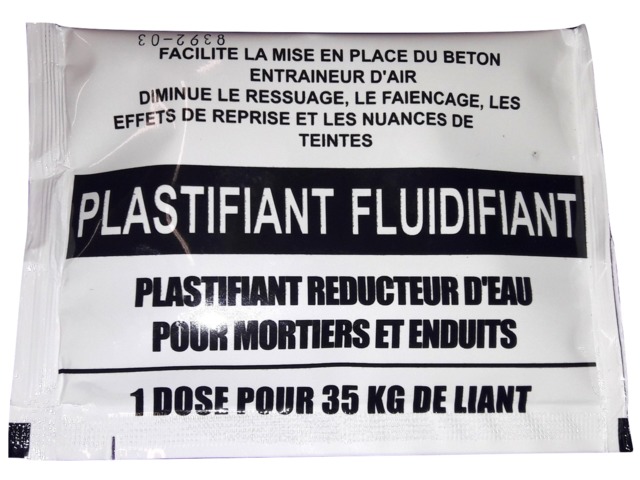 8392-03
FACILITE LA MISE EN PLACE DU BETON
ENTRAINEUR D'AIR
DIMINUE LE RESSUAGE, LE FAIENCAGE, LES
EFFETS DE REPRISE ET LES NUANCES DE
TEINTES
PLASTIFIANT FLUIDIFIANT
PLASTIFIANT REDUCTEUR D'EAU
POUR MORTIERS ET ENDUITS
1 DOSE POUR 35 KG DE LIANT